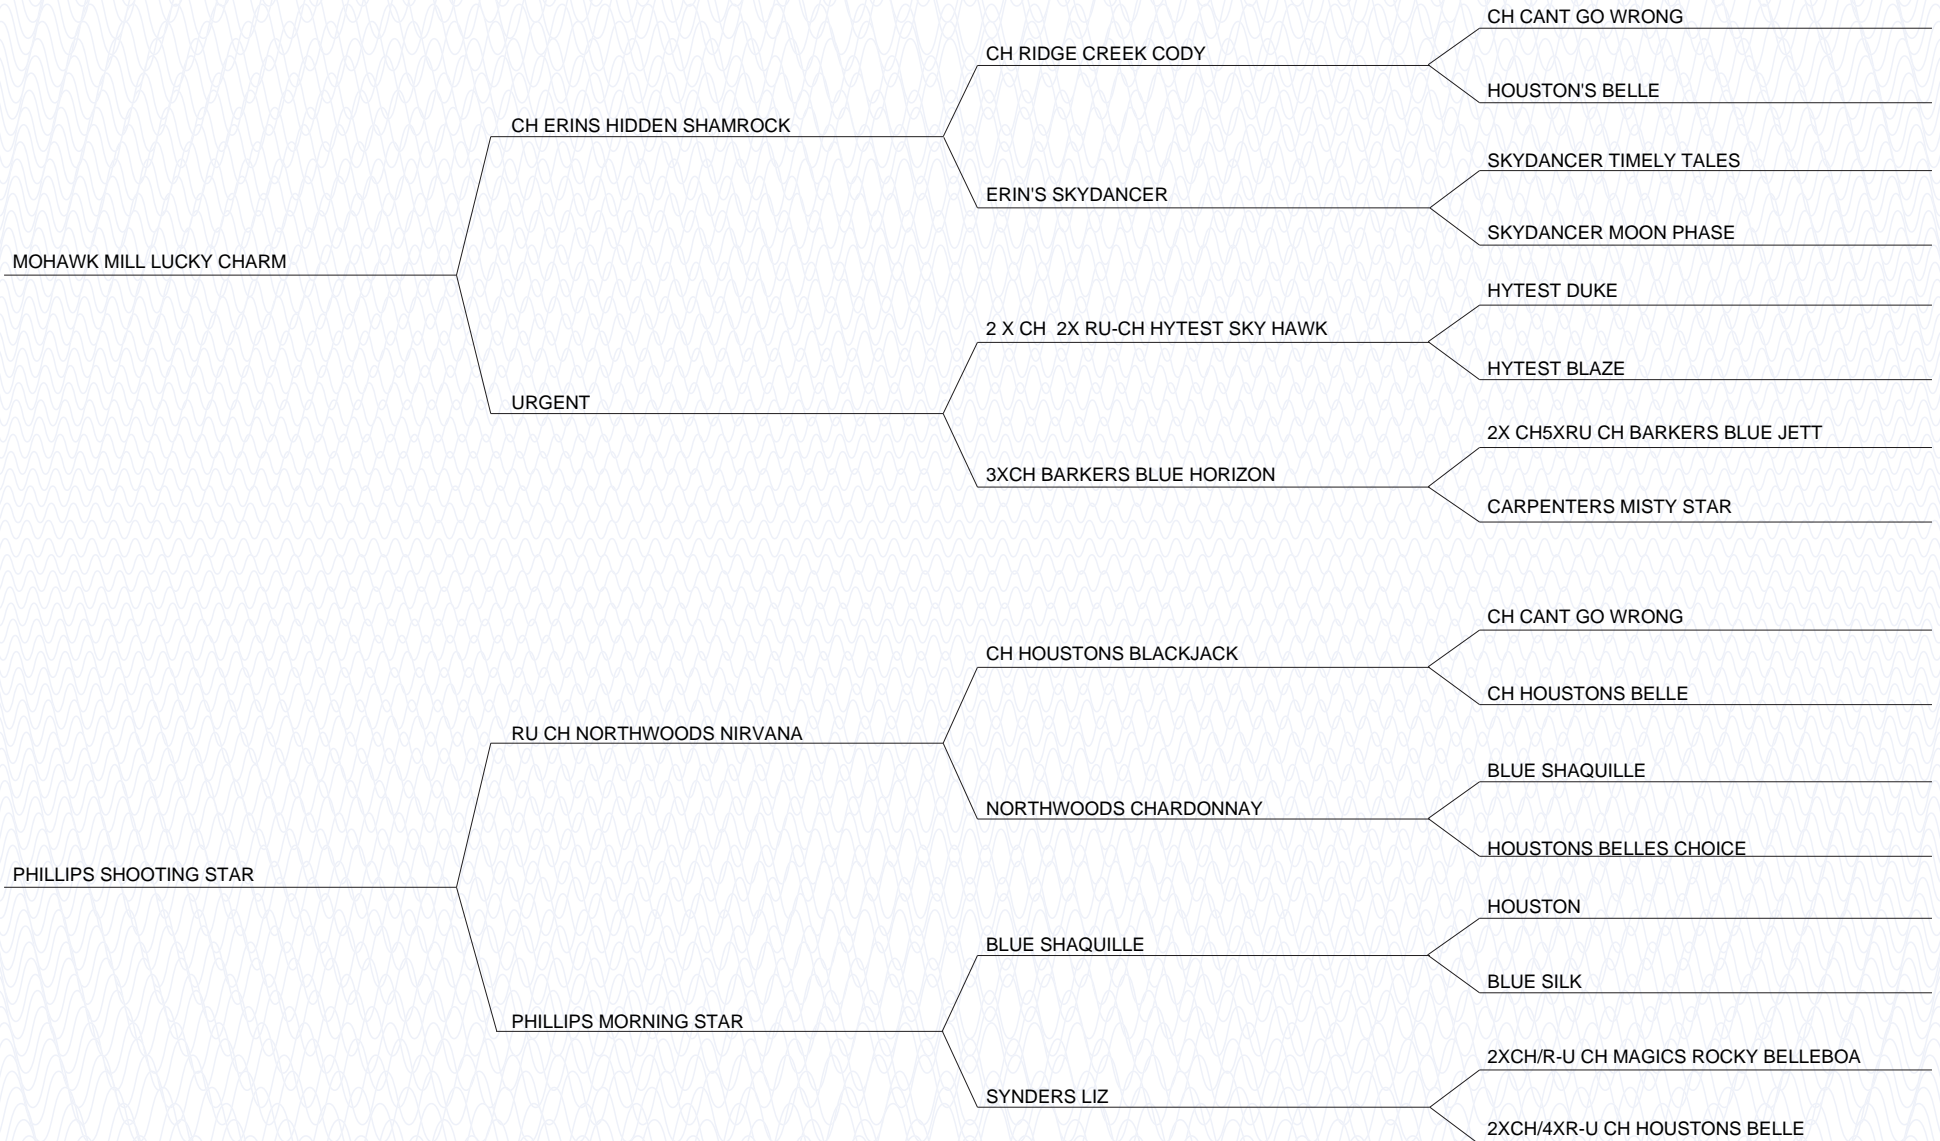 CH CANT GO WRONG
CH RIDGE CREEK CODY
HOUSTON'S BELLE
CH ERINS HIDDEN SHAMROCK
SKYDANCER TIMELY TALES
ERIN'S SKYDANCER
SKYDANCER MOON PHASE
MOHAWK MILL LUCKY CHARM
HYTEST DUKE
2 X CH  2X RU-CH HYTEST SKY HAWK
HYTEST BLAZE
URGENT
2X CH5XRU CH BARKERS BLUE JETT
3XCH BARKERS BLUE HORIZON
CARPENTERS MISTY STAR
CH CANT GO WRONG
CH HOUSTONS BLACKJACK
CH HOUSTONS BELLE
RU CH NORTHWOODS NIRVANA
BLUE SHAQUILLE
NORTHWOODS CHARDONNAY
HOUSTONS BELLES CHOICE
PHILLIPS SHOOTING STAR
HOUSTON
BLUE SHAQUILLE
BLUE SILK
PHILLIPS MORNING STAR
2XCH/R-U CH MAGICS ROCKY BELLEBOA
SYNDERS LIZ
2XCH/4XR-U CH HOUSTONS BELLE